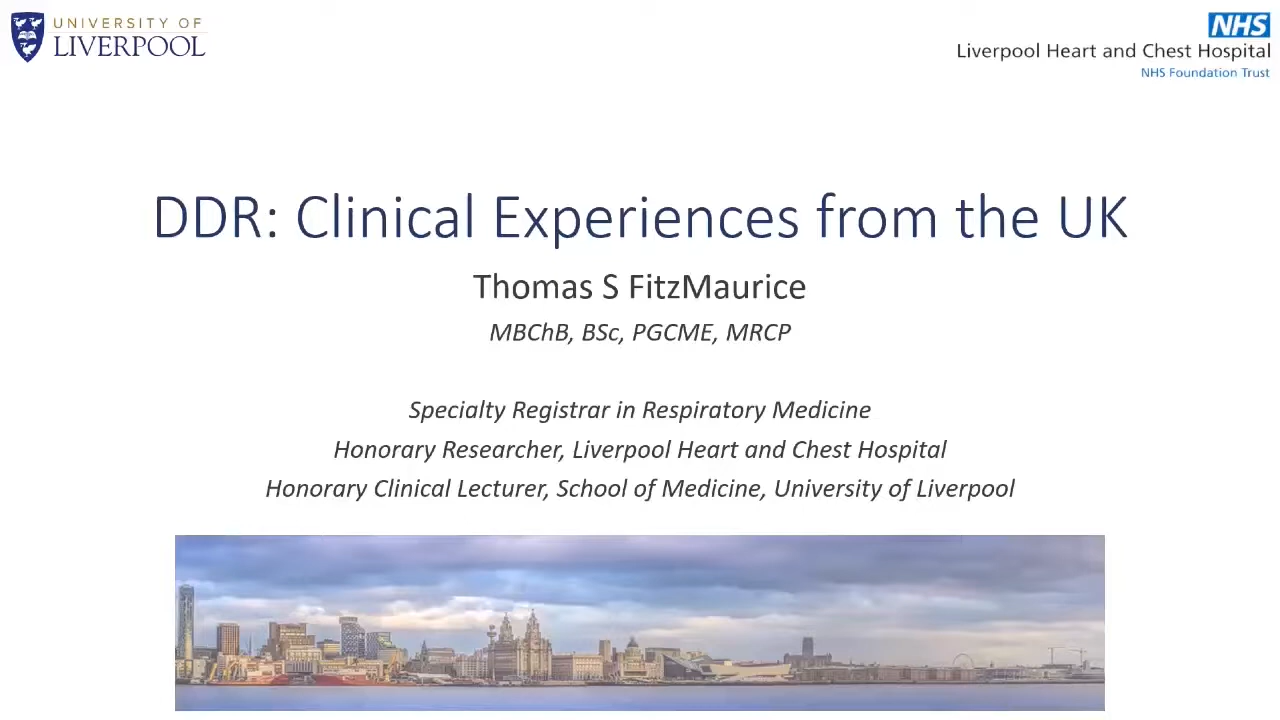 UNIVERSITY OF
LIVERPOOL
NHS
Liverpool Heart and Chest Hospital
NHS Foundation Trust
DDR: Clinical Experiences from the UK
Thomas S FitzMaurice
MBChB, BSc, PGCME, MRCP
Specialty Registrar in Respiratory Medicine
Honorary Researcher, Liverpool Heart and Chest Hospital
Honorary Clinical Lecturer, School of Medicine, University of Liverpool